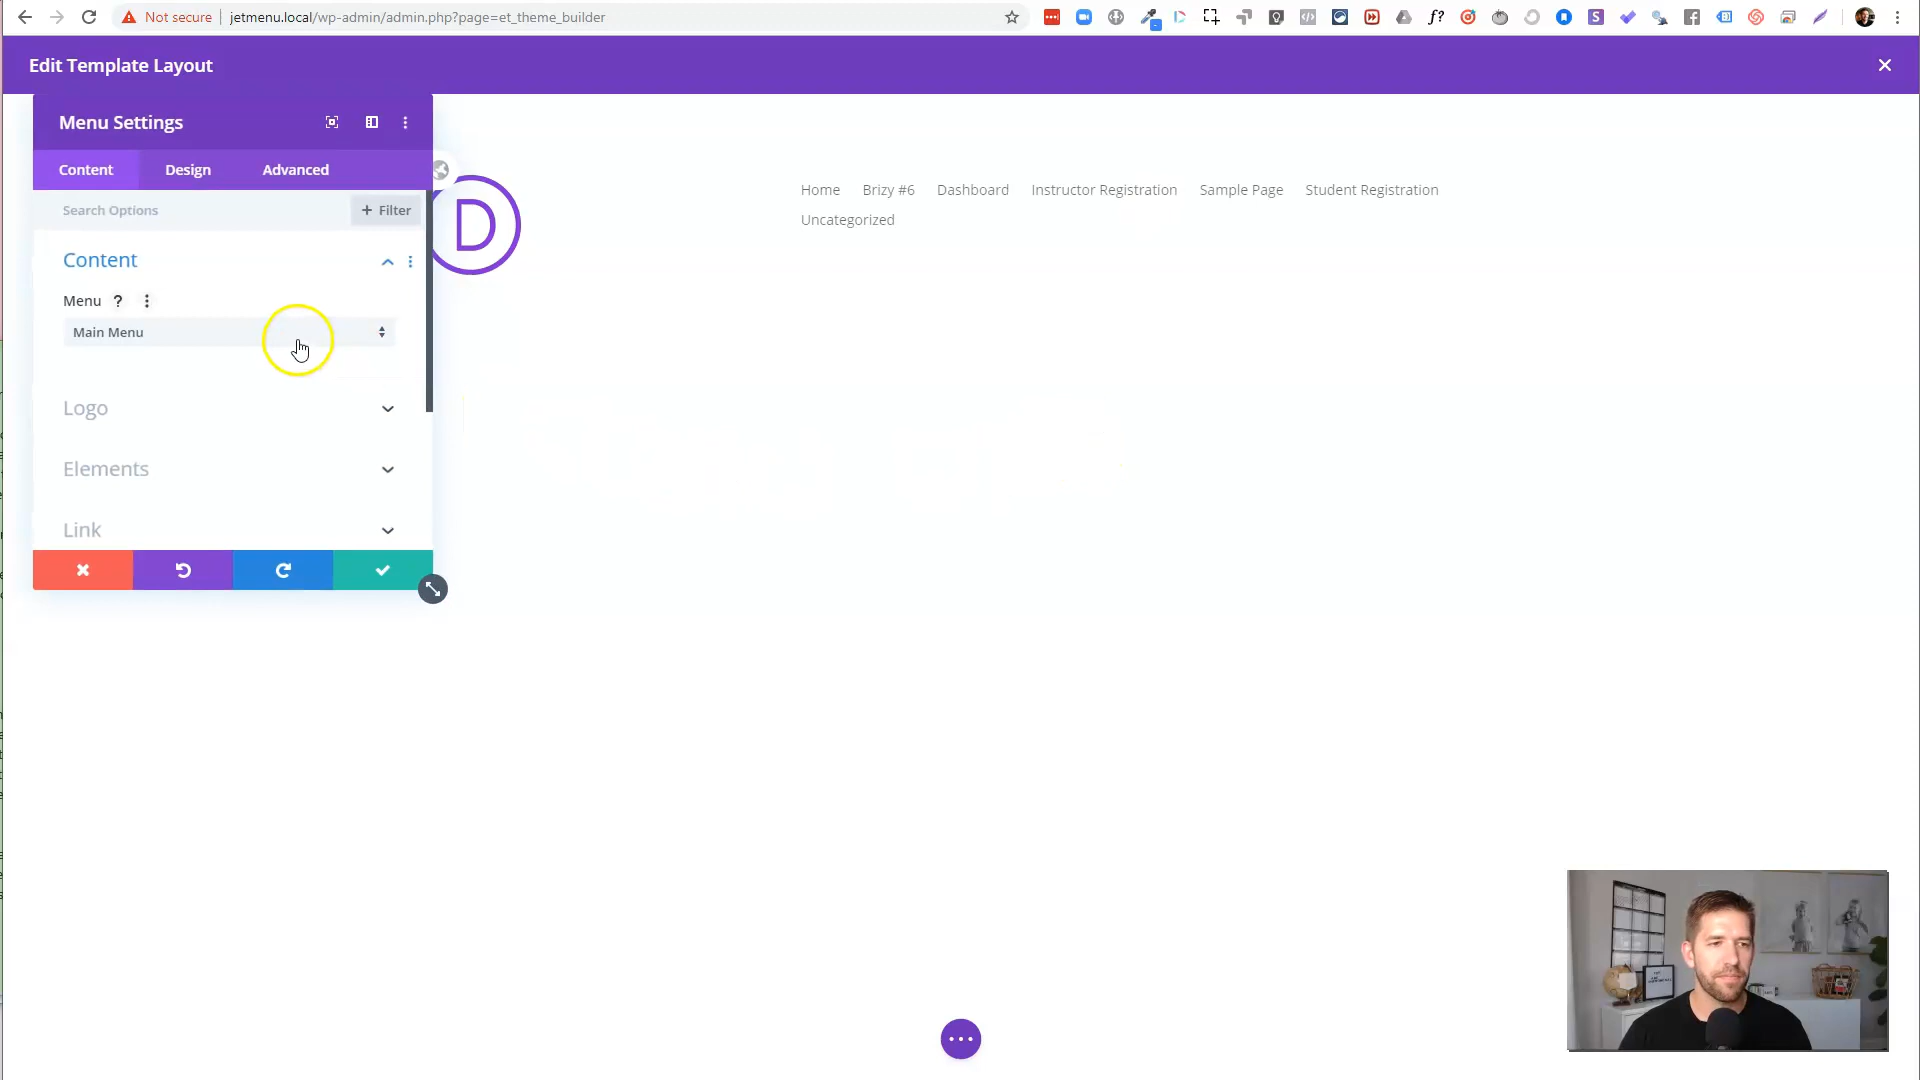 Not secure
jetmenu.local/wp-admin/admin.php?page=et_theme_builder
Edit Template Layout
Menu Settings
Content Design Advanced
Search Options + Filter
Content
Menu ?
Main Menu
Logo
Elements
Link
D
Home Brizy #6 Dashboard Instructor Registration Sample Page Student Registration
Uncategorized